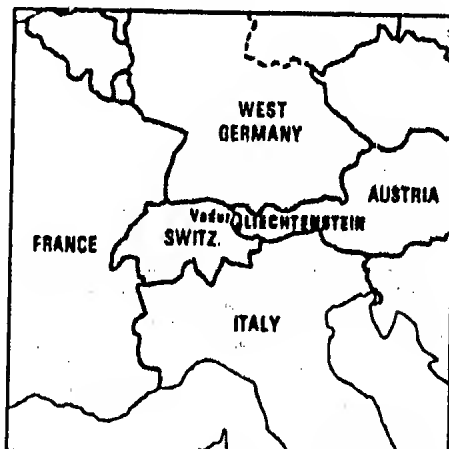 WEST
GERMANY
AUSTRIA
Vaduz
LIECHTENSTEIN
FRANCE
SWITZ.
ITALY